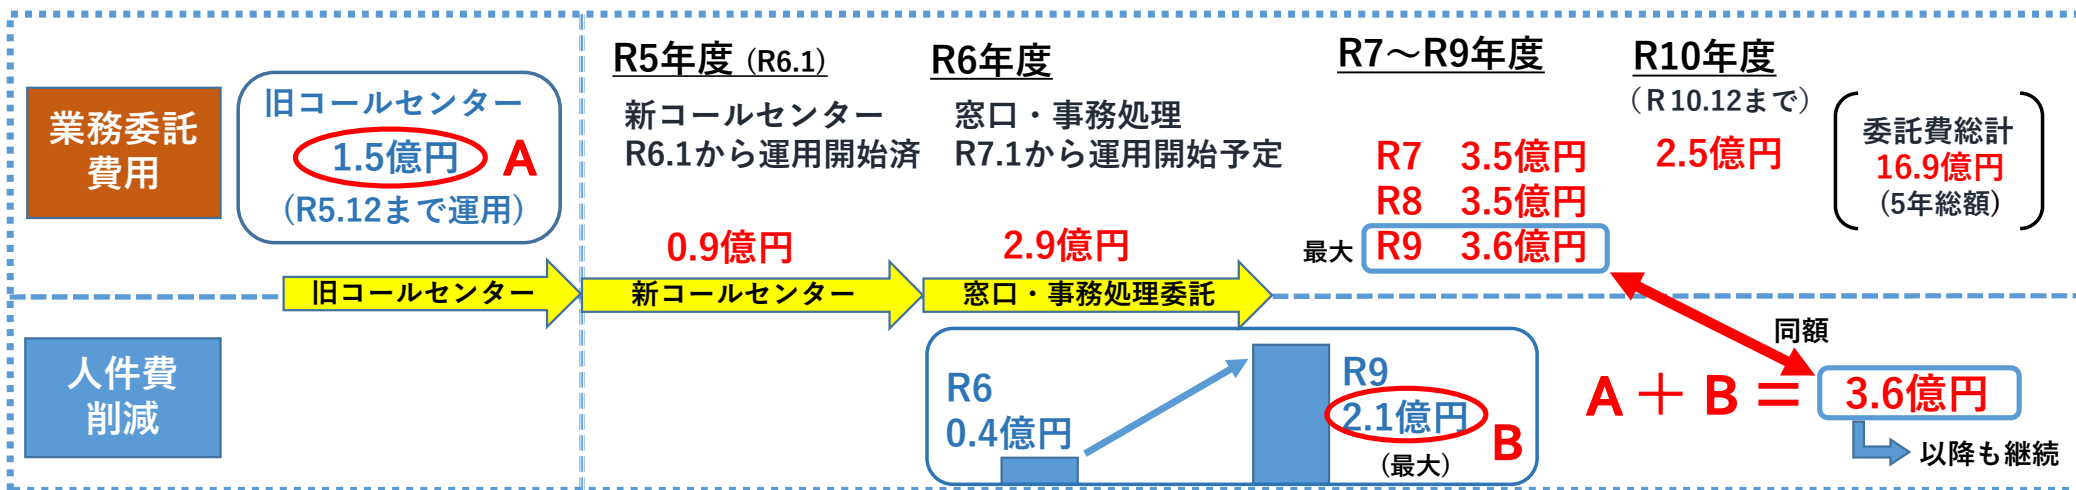 業務委託
費用
旧コールセンター
1.5億円
A
(R5.12まで運用)
R5年度 (R6.1)
新コールセンター
R6.1から運用開始済
0.9億円
R6年度
窓口・事務処理
R7.1から運用開始予定
2.9億円
R7～R9年度
R7 3.5億円
R8 3.5億円
最大 R9 3.6億円
R10年度
(R10.12まで)
2.5億円
委託費総計
16.9億円
(5年総額)
旧コールセンター
新コールセンター
窓口・事務処理委託
人件費
削減
R6
0.4億円
R9
2.1億円
B
(最大)
同額
A＋B＝ 3.6億円
以降も継続